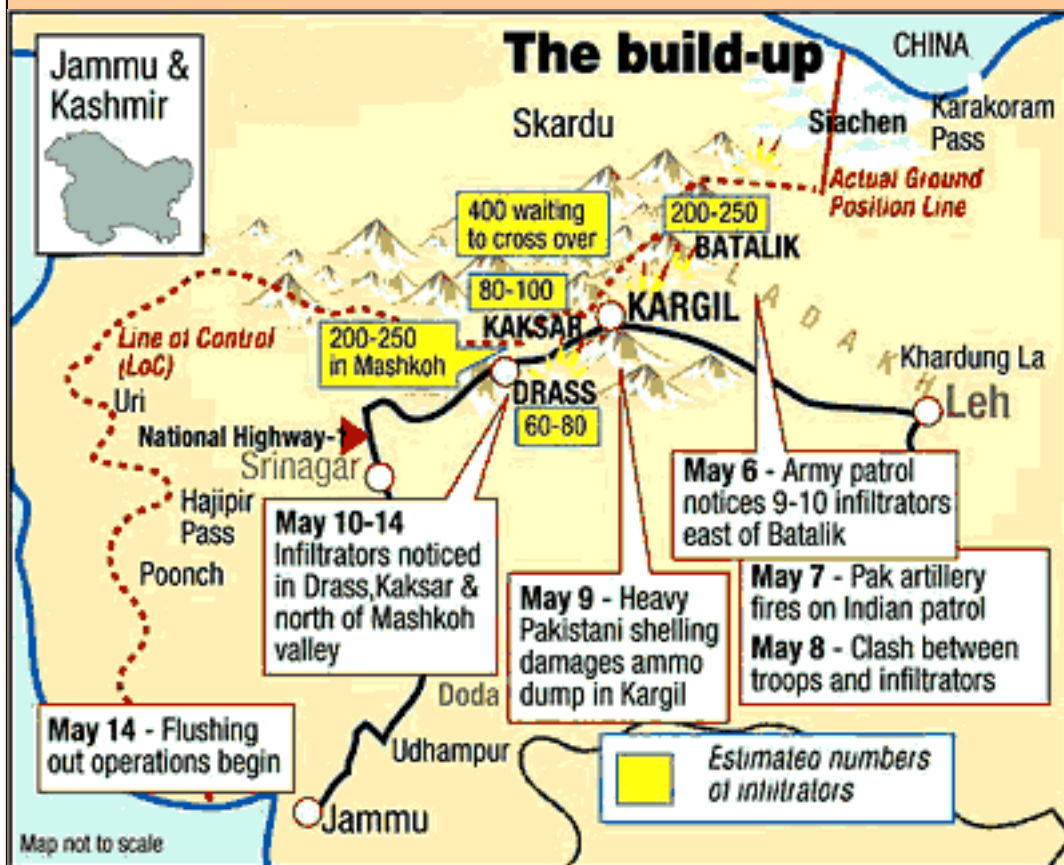 The build-up
Jammu &
Kashmir
CHINA
Karakoram
Pass
Siachen
Skardu
Actual Ground
Position Line
400 waiting
to cross over
200-250
BATALIK
80-100
KARGIL
KAKSAR
LADAKH
Line of Control
(LoC)
200-250
in Mashkoh
Khardung La
Leh
Uri
DRASS
60-80
National Highway-1
Srinagar
Hajipir
Pass
Poonch
May 6 - Army patrol
notices 9-10 infiltrators
east of Batalik
May 10-14
Infiltrators noticed
in Drass,Kaksar &
north of Mashkoh
valley
May 9 - Heavy
Pakistani shelling
damages ammo
dump in Kargil
May 7 - Pak artillery
fires on Indian patrol
May 8 - Clash between
troops and infiltrators
Doda
May 14 - Flushing
out operations begin
Udhampur
Estimated numbers
of infiltrators
Jammu
Map not to scale